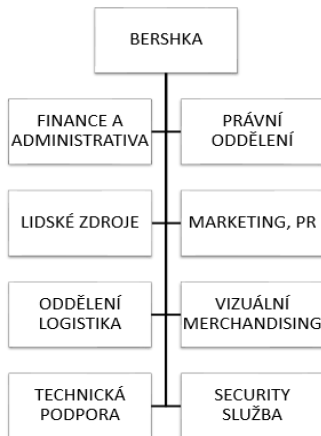 BERSHKA
FINANCE A
ADMINISTRATIVA
PRÁVNÍ
ODDĚLENÍ
LIDSKÉ ZDROJE
MARKETING, PR
ODDĚLENÍ
LOGISTIKA
VIZUÁLNÍ
MERCHANDISING
TECHNICKÁ
PODPORA
SECURITY
SLUŽBA